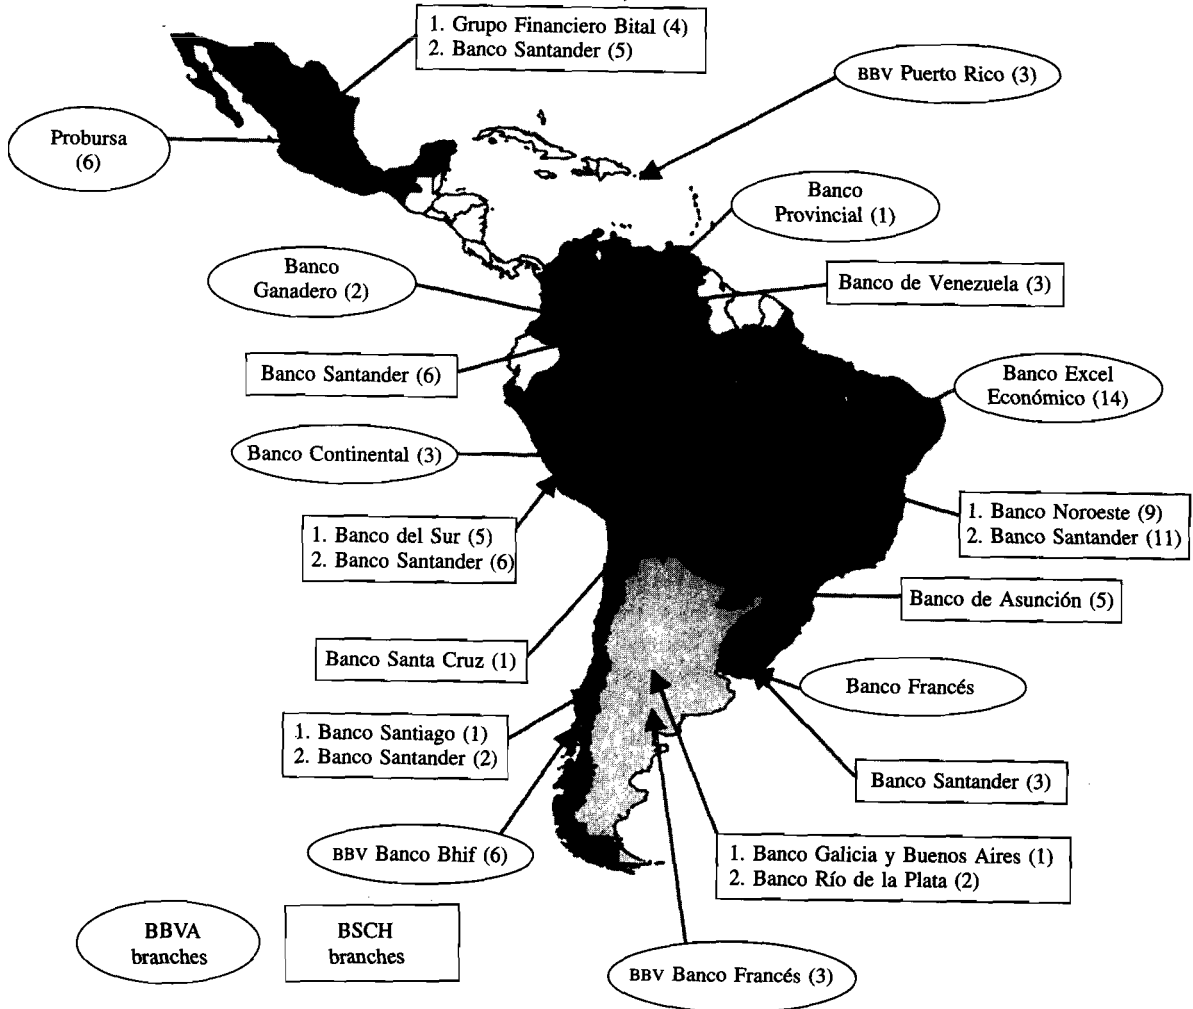 1. Grupo Financiero Bital (4)
2. Banco Santander (5)
BBV Puerto Rico (3)
Probursa
(6)
Banco
Provincial (1)
Banco
Ganadero (2)
Banco de Venezuela (3)
Banco Santander (6)
Banco Excel
Económico (14)
Banco Continental (3)
1. Banco Noroeste (9)
2. Banco Santander (11)
1. Banco del Sur (5)
2. Banco Santander (6)
Banco de Asunción (5)
Banco Santa Cruz (1)
Banco Francés
1. Banco Santiago (1)
2. Banco Santander (2)
Banco Santander (3)
BBV Banco Bhif (6)
1. Banco Galicia y Buenos Aires (1)
2. Banco Río de la Plata (2)
BBVA
branches
BSCH
branches
BBV Banco Francés (3)